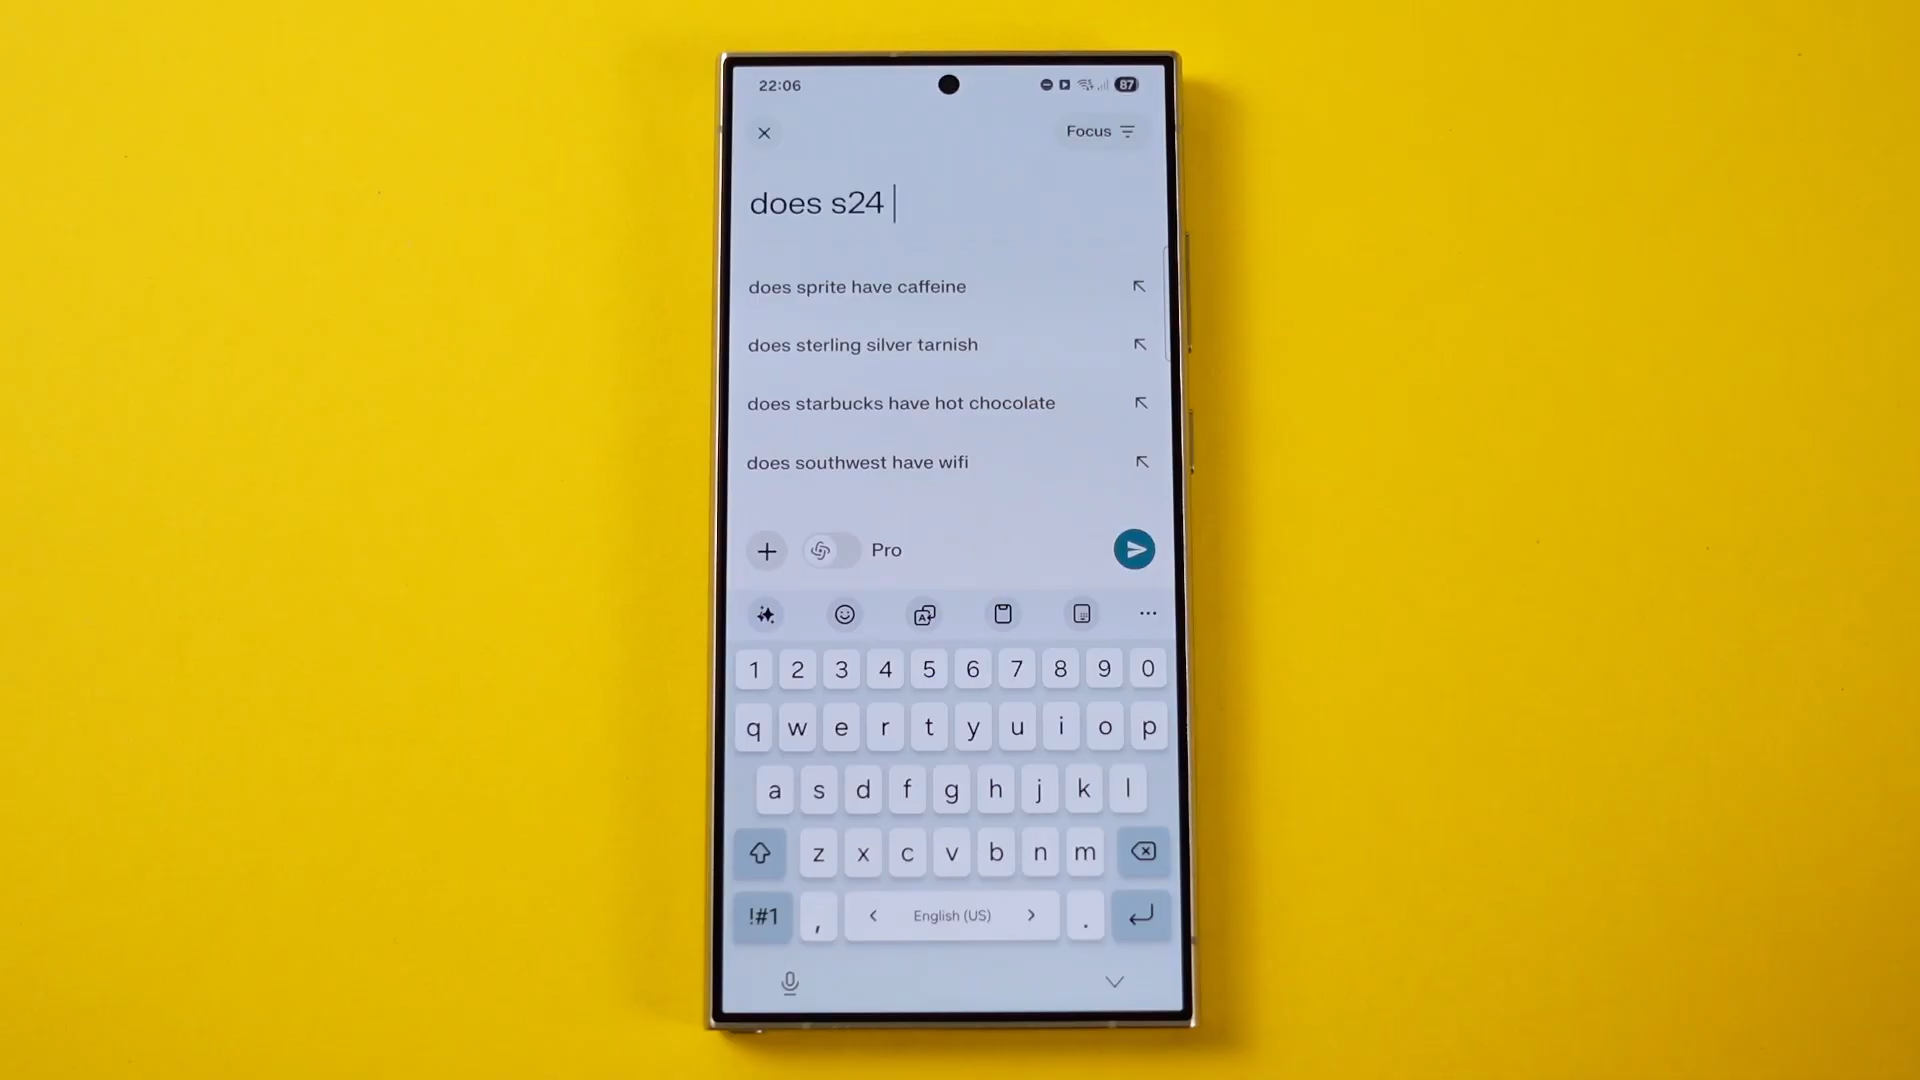 22:06
87
Focus
does s24
does sprite have caffeine
does sterling silver tarnish
does starbucks have hot chocolate
does southwest have wifi
Pro
1 2 3 4 5 6 7 8 9 0
q w e r t y u i o p
a s d f g h j k l
z x c v b n m
!#1 , < English (US) > .